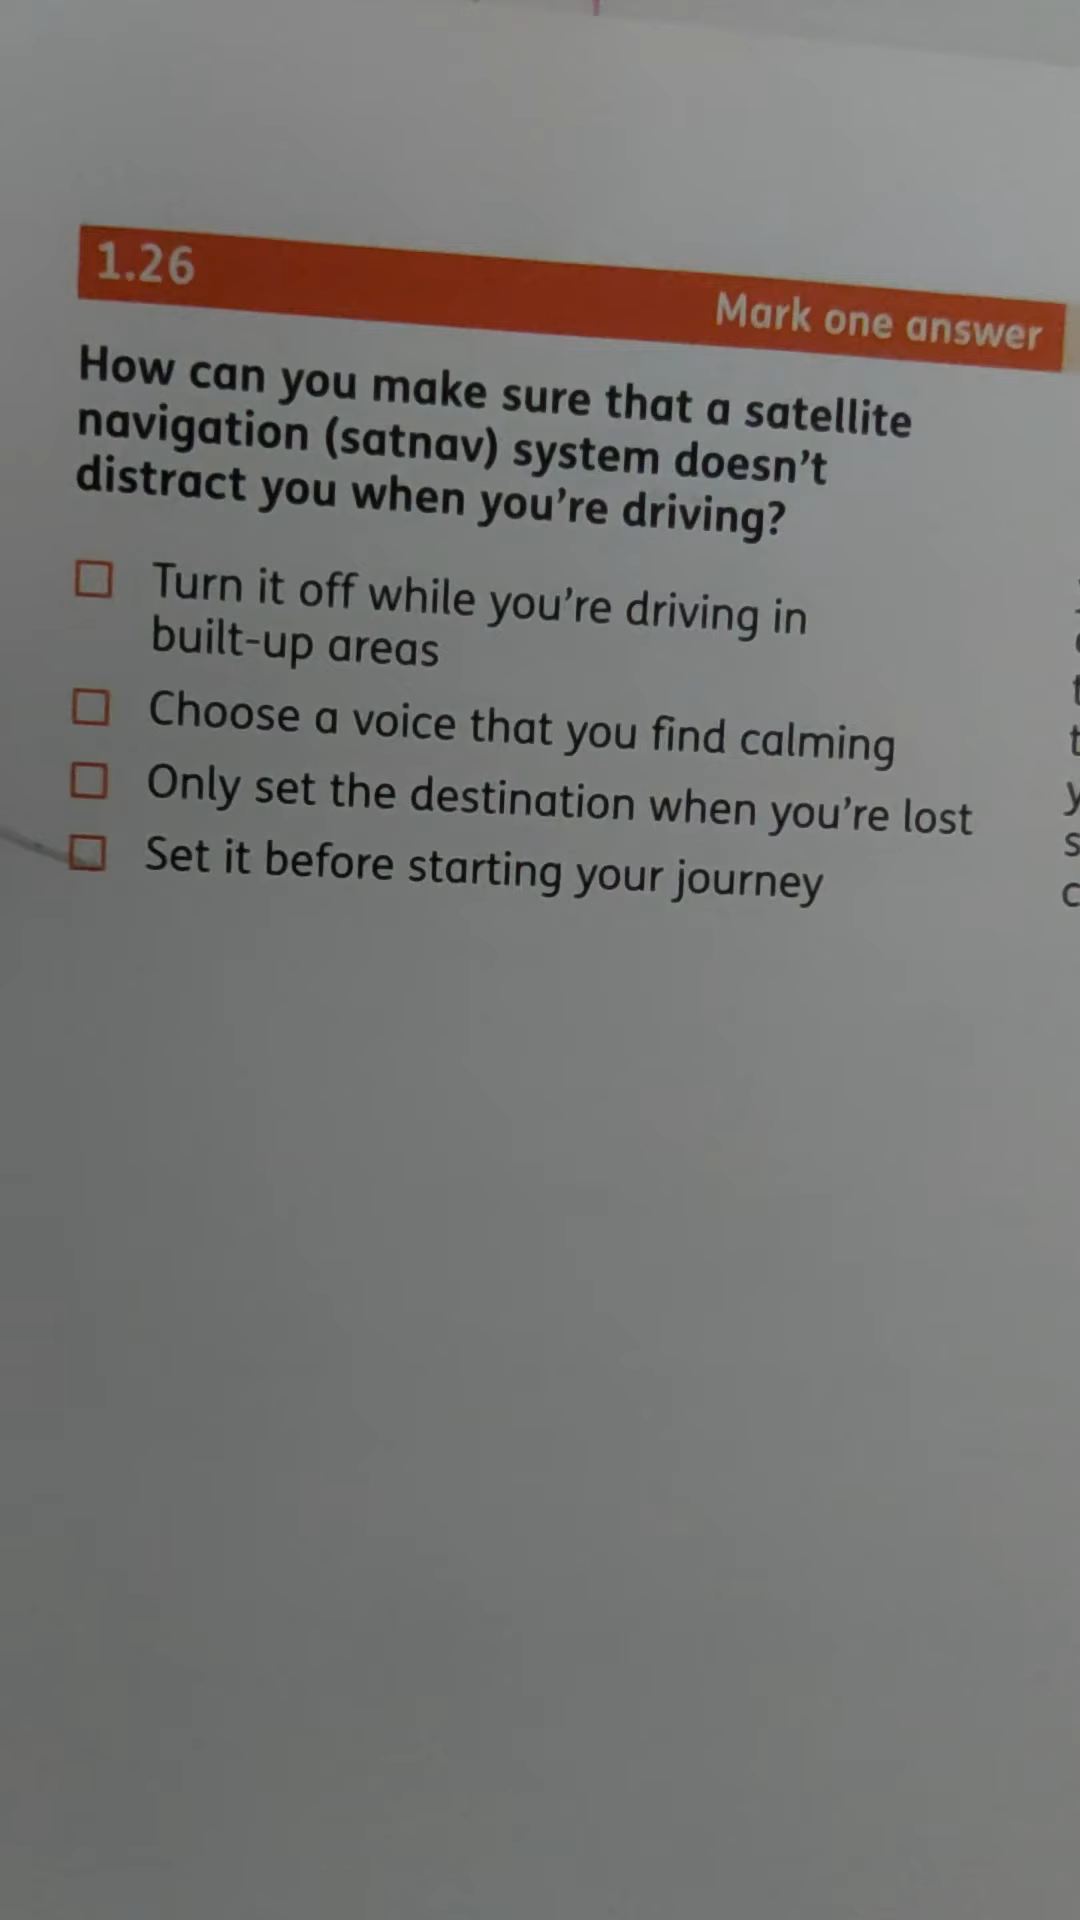 1.26
Mark one answer
How can you make sure that a satellite
navigation (satnav) system doesn't
distract you when you're driving?
Turn it off while you're driving in
built-up areas
Choose a voice that you find calming
Only set the destination when you're lost
Set it before starting your journey